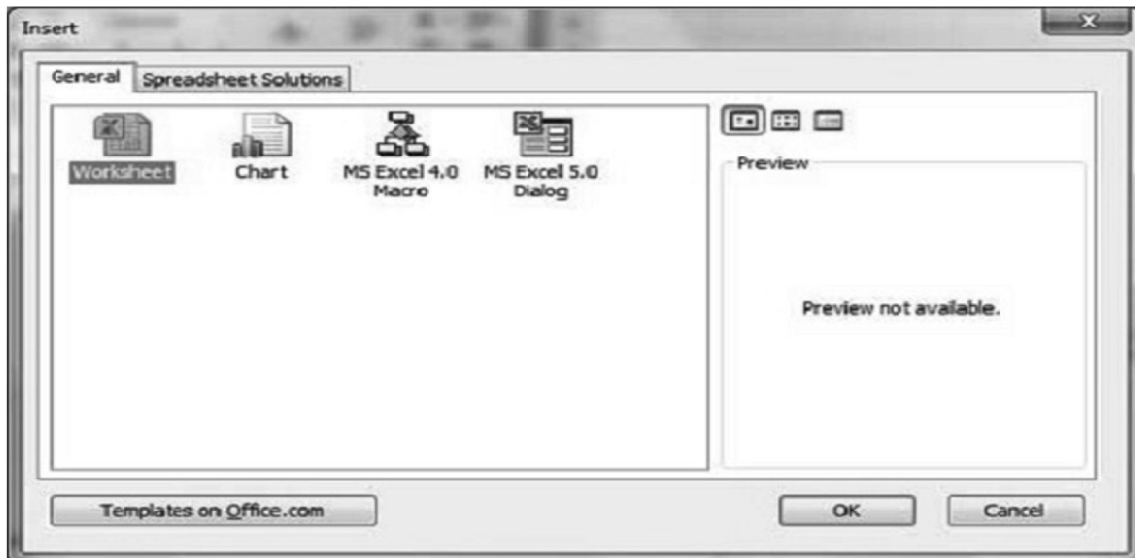 Insert
General Spreadsheet Solutions
Worksheet Chart MS Excel 4.0 Macro MS Excel 5.0 Dialog
Preview
Preview not available.
Templates on Office.com OK Cancel